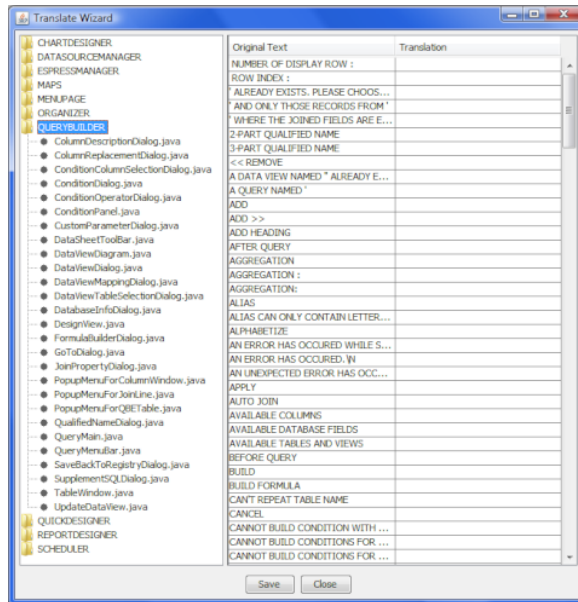 Translate Wizard
CHARTDESIGNER
DATASOURCEMANAGER
ESPRESSMANAGER
MAPS
MENUPAGE
ORGANIZER
QUERYBUILDER
ColumnDescriptionDialog.java
ColumnReplacementDialog.java
ConditionColumnSelectionDialog.java
ConditionDialog.java
ConditionOperatorDialog.java
ConditionPanel.java
CustomParameterDialog.java
DataSheetToolBar.java
DataViewDiagram.java
DataViewDialog.java
DataViewMappingDialog.java
DataViewTableSelectionDialog.java
DatabaseInfoDialog.java
DesignView.java
FormulaBuilderDialog.java
GoToDialog.java
JoinPropertyDialog.java
PopupMenuForColumnWindow.java
PopupMenuForJoinLine.java
PopupMenuForQBETable.java
QualifiedNameDialog.java
QueryMain.java
QueryMenuBar.java
SaveBackToRegistryDialog.java
SupplementSQLDialog.java
TableWindow.java
UpdateDataView.java
QUICKDESIGNER
REPORTDESIGNER
SCHEDULER
Original Text Translation
NUMBER OF DISPLAY ROW :
ROW INDEX :
' ALREADY EXISTS. PLEASE CHOOS...
' AND ONLY THOSE RECORDS FROM '
' WHERE THE JOINED FIELDS ARE E...
2-PART QUALIFIED NAME
3-PART QUALIFIED NAME
<< REMOVE
A DATA VIEW NAMED " ALREADY E...
A QUERY NAMED '
ADD
ADD >>
ADD HEADING
AFTER QUERY
AGGREGATION
AGGREGATION :
AGGREGATION:
ALIAS
ALIAS CAN ONLY CONTAIN LETTER...
ALPHABETIZE
AN ERROR HAS OCCURED WHILE S...
AN ERROR HAS OCCURED. \N
AN UNEXPECTED ERROR HAS OCC...
APPLY
AUTO JOIN
AVAILABLE COLUMNS
AVAILABLE DATABASE FIELDS
AVAILABLE TABLES AND VIEWS
BEFORE QUERY
BUILD
BUILD FORMULA
CAN'T REPEAT TABLE NAME
CANCEL
CANNOT BUILD CONDITION WITH ...
CANNOT BUILD CONDITIONS FOR ...
CANNOT BUILD CONDITIONS FOR ...
Save Close